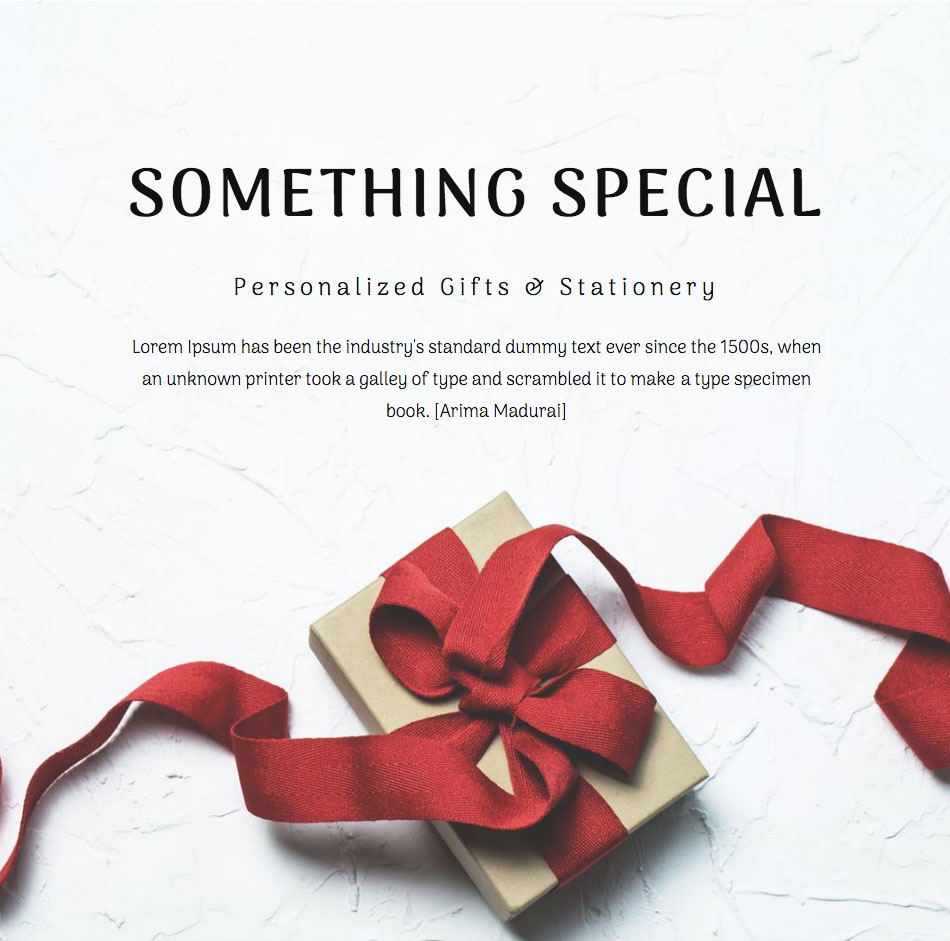 SOMETHING SPECIAL
Personalized Gifts & Stationery
Lorem Ipsum has been the industry's standard dummy text ever since the 1500s, when
an unknown printer took a galley of type and scrambled it to make a type specimen
book. [Arima Madurai]